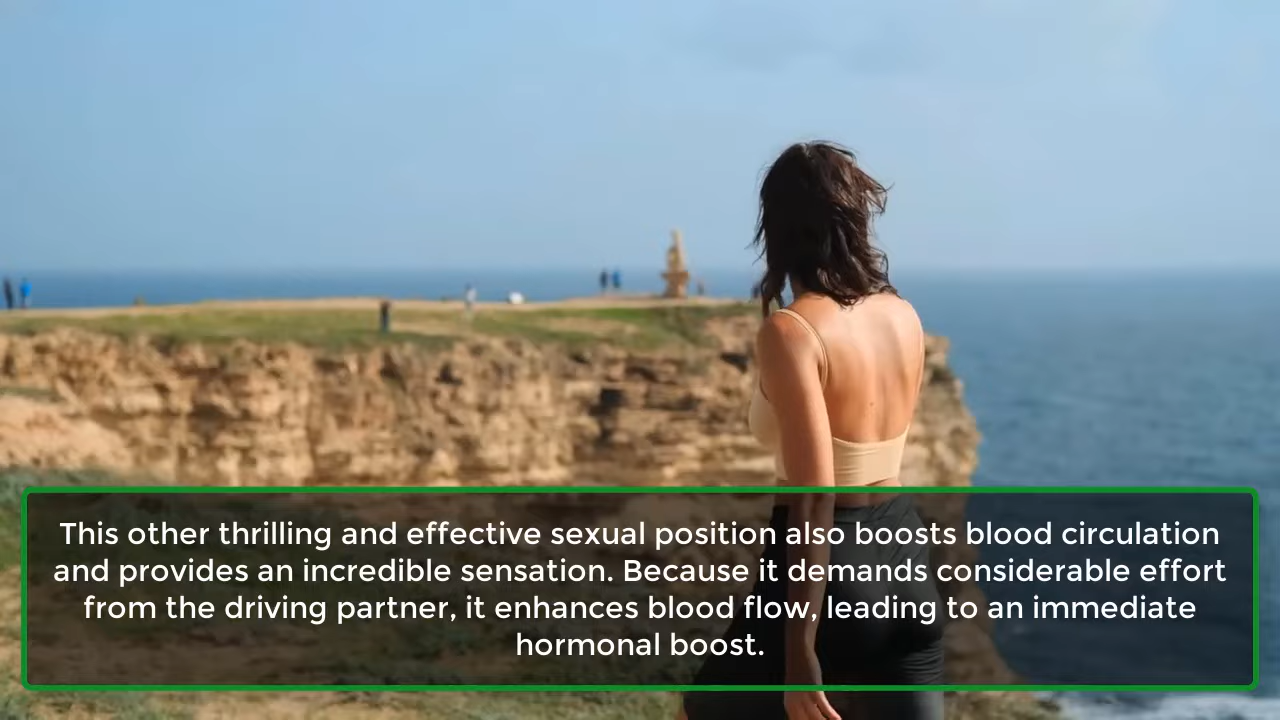 This other thrilling and effective sexual position also boosts blood circulation
and provides an incredible sensation. Because it demands considerable effort
from the driving partner, it enhances blood flow, leading to an immediate
hormonal boost.